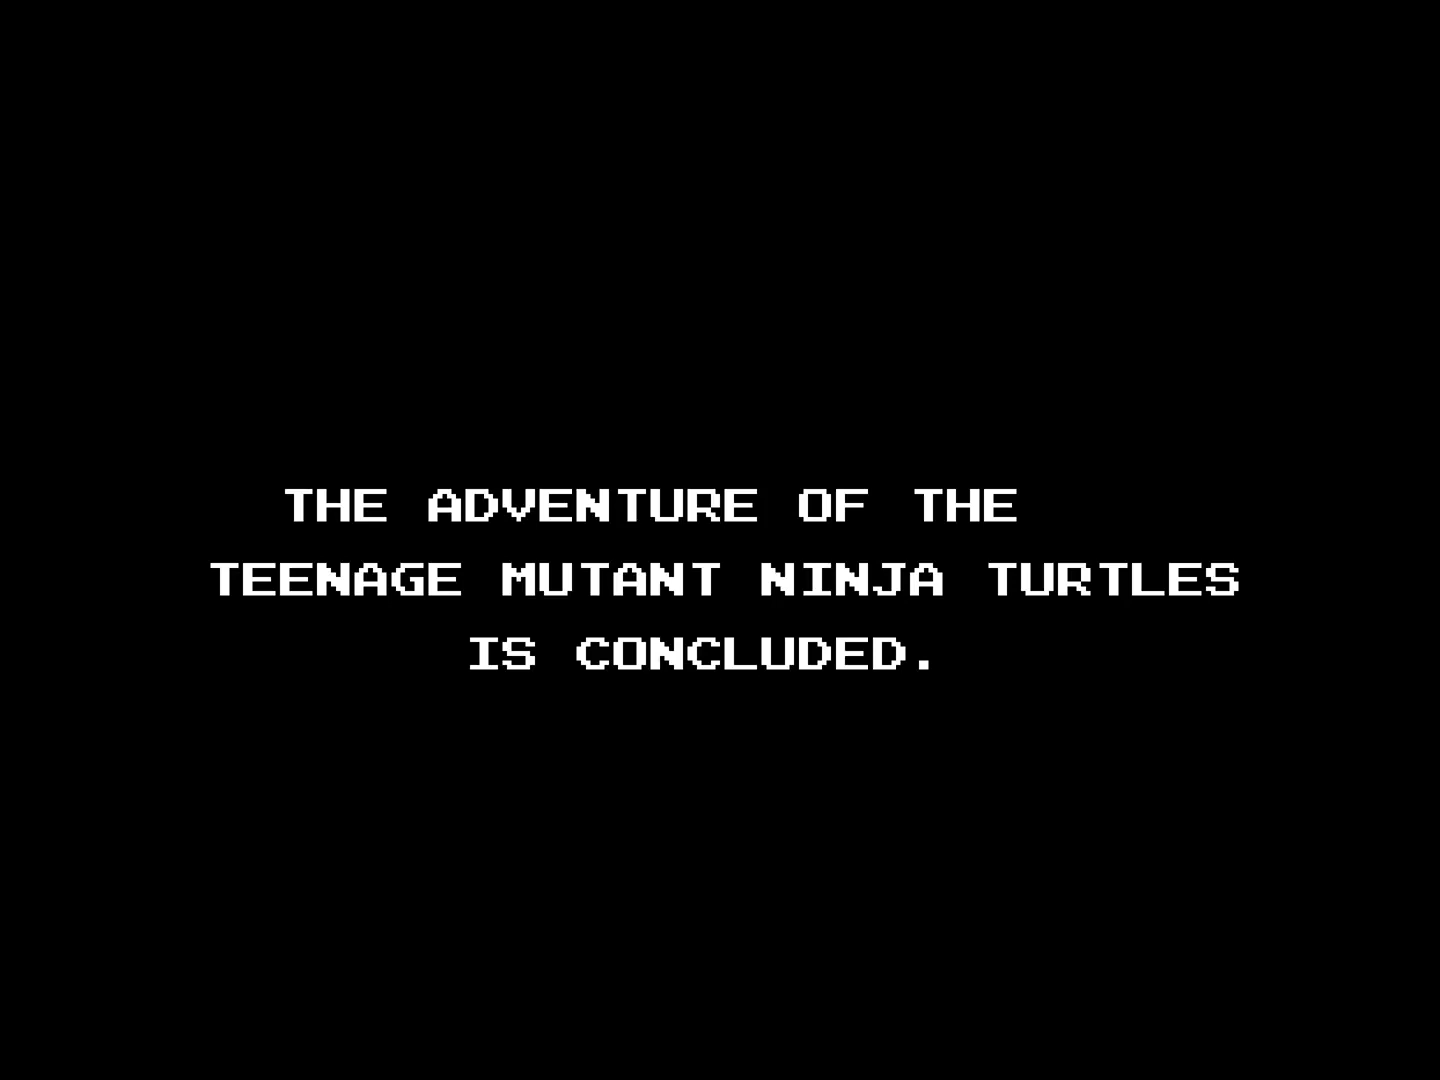 THE ADVENTURE OF THE
TEENAGE MUTANT NINJA TURTLES
IS CONCLUDED.